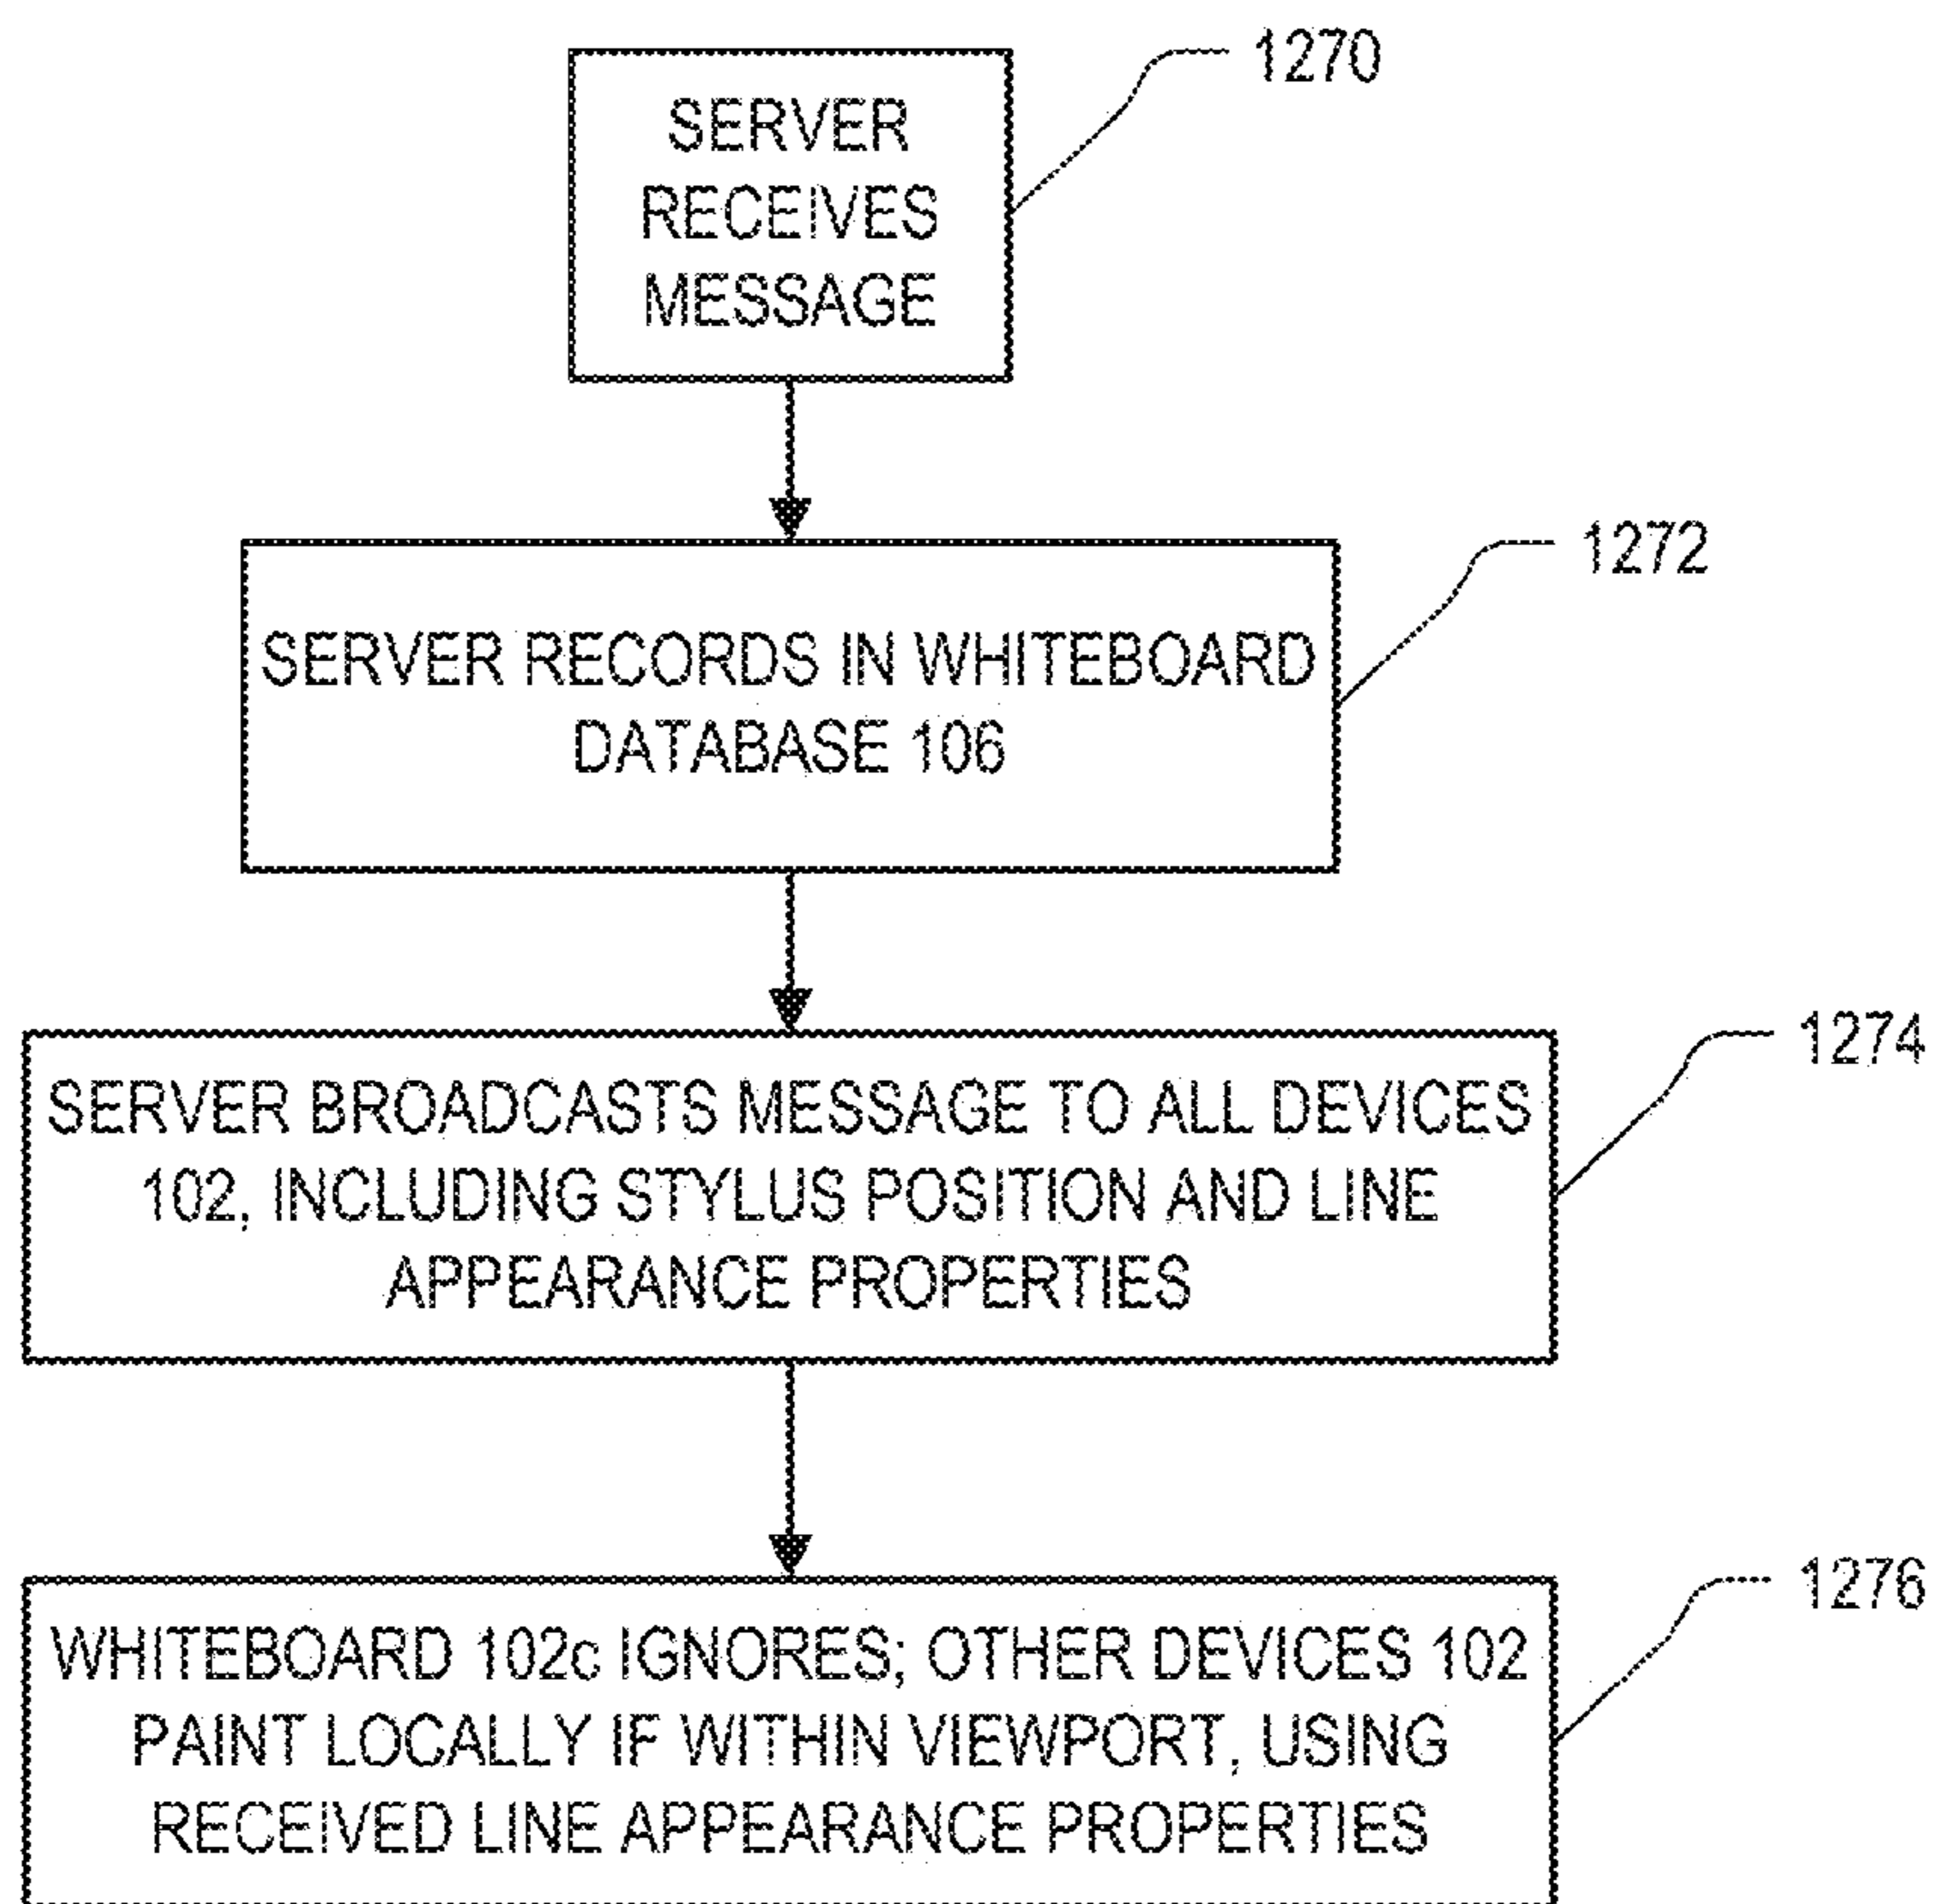 1270
SERVER
RECEIVES
MESSAGE
1272
SERVER RECORDS IN WHITEBOARD
DATABASE 106
1274
SERVER BROADCASTS MESSAGE TO ALL DEVICES
102, INCLUDING STYLUS POSITION AND LINE
APPEARANCE PROPERTIES
1276
WHITEBOARD 102c IGNORES; OTHER DEVICES 102
PAINT LOCALLY IF WITHIN VIEWPORT, USING
RECEIVED LINE APPEARANCE PROPERTIES